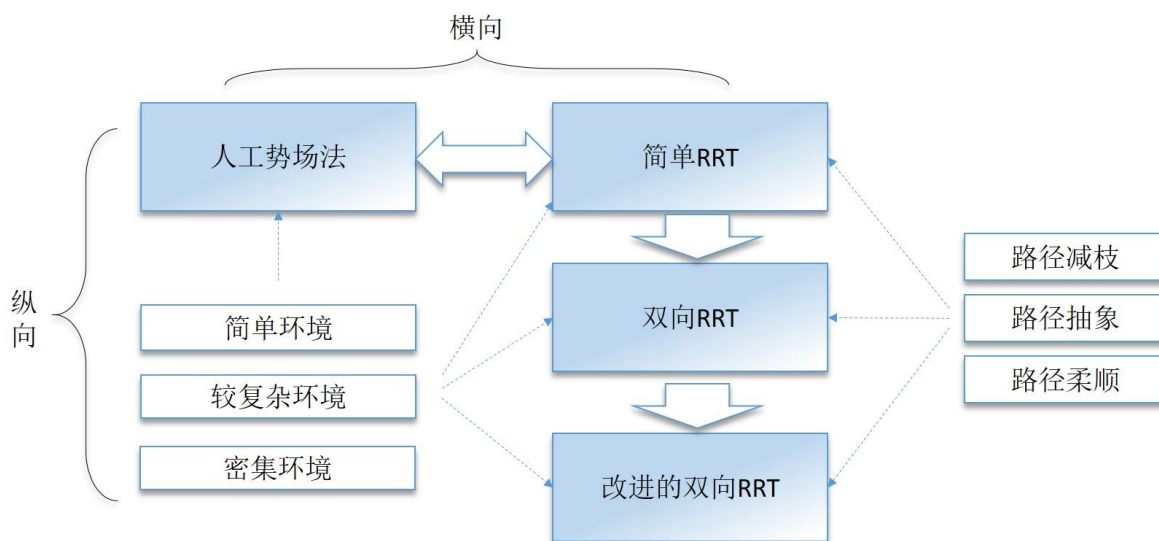 横向
人工势场法
简单RRT
纵
向
简单环境
较复杂环境
密集环境
双向RRT
改进的双向RRT
路径减枝
路径抽象
路径柔顺